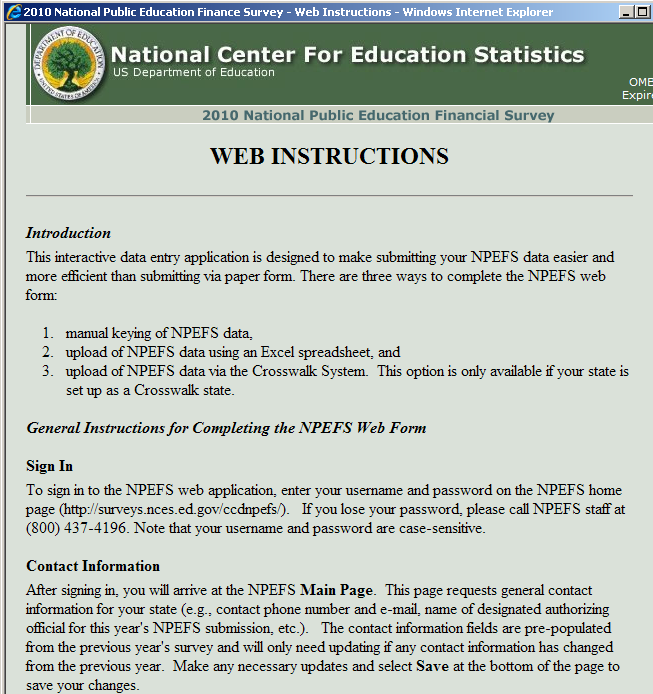 2010 National Public Education Finance Survey - Web Instructions - Windows Internet Explorer
National Center For Education Statistics
US Department of Education
OMB
Expire
2010 National Public Education Financial Survey
WEB INSTRUCTIONS
Introduction
This interactive data entry application is designed to make submitting your NPEFS data easier and
more efficient than submitting via paper form. There are three ways to complete the NPEFS web
form:
1. manual keying of NPEFS data,
2. upload of NPEFS data using an Excel spreadsheet, and
3. upload of NPEFS data via the Crosswalk System. This option is only available if your state is
set up as a Crosswalk state.
General Instructions for Completing the NPEFS Web Form
Sign In
To sign in to the NPEFS web application, enter your username and password on the NPEFS home
page (http://surveys.nces.ed.gov/ccdnpefs/). If you lose your password, please call NPEFS staff at
(800) 437-4196. Note that your username and password are case-sensitive.
Contact Information
After signing in, you will arrive at the NPEFS Main Page. This page requests general contact
information for your state (e.g., contact phone number and e-mail, name of designated authorizing
official for this year's NPEFS submission, etc.). The contact information fields are pre-populated
from the previous year's survey and will only need updating if any contact information has changed
from the previous year. Make any necessary updates and select Save at the bottom of the page to
save your changes.